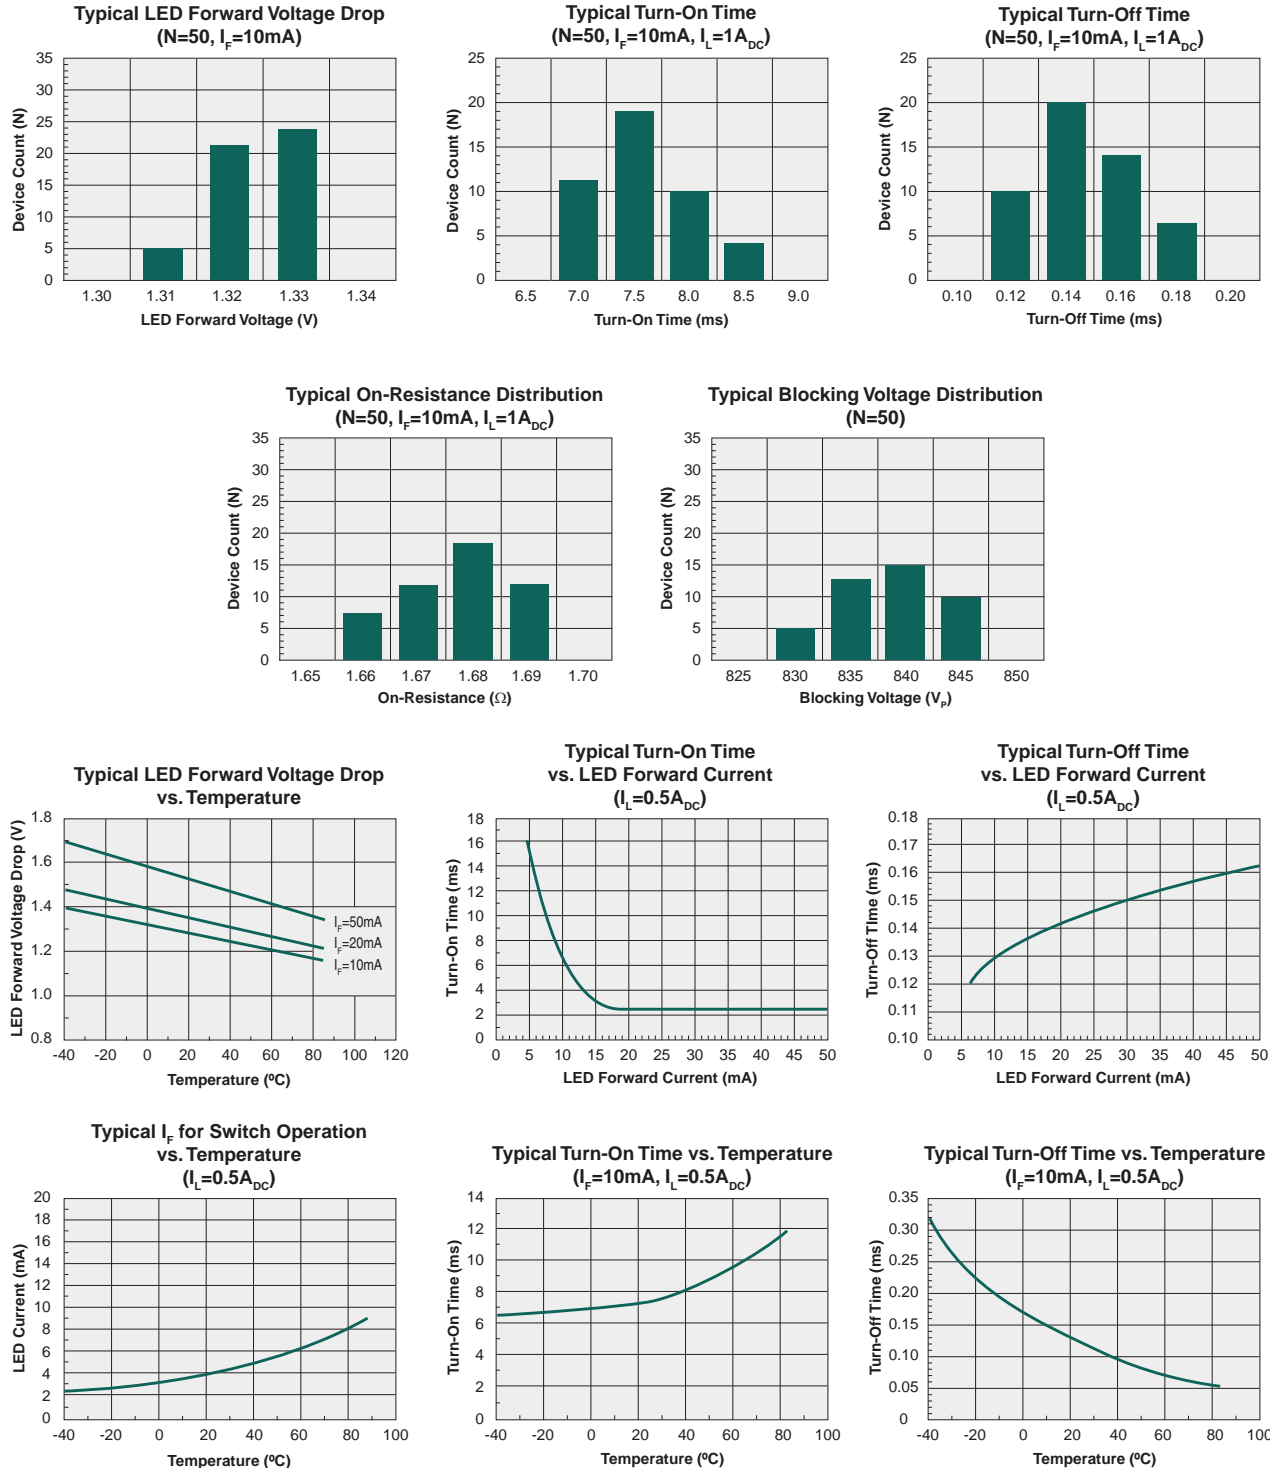 Typical LED Forward Voltage Drop
(N=50, IF=10mA)
35
30
25
20
15
10
5
0
Device Count (N)
1.30 1.31 1.32 1.33 1.34
LED Forward Voltage (V)
Typical Turn-On Time
(N=50, IF=10mA, IL=1ADC)
25
20
15
10
5
0
Device Count (N)
6.5 7.0 7.5 8.0 8.5 9.0
Turn-On Time (ms)
Typical Turn-Off Time
(N=50, IF=10mA, IL=1ADC)
25
20
15
10
5
0
Device Count (N)
0.10 0.12 0.14 0.16 0.18 0.20
Turn-Off Time (ms)
Typical On-Resistance Distribution
(N=50, IF=10mA, IL=1ADC)
35
30
25
20
15
10
5
0
Device Count (N)
1.65 1.66 1.67 1.68 1.69 1.70
On-Resistance (Ω)
Typical Blocking Voltage Distribution
(N=50)
35
30
25
20
15
10
5
0
Device Count (N)
825 830 835 840 845 850
Blocking Voltage (VP)
Typical LED Forward Voltage Drop
vs. Temperature
1.8
1.6
1.4
1.2
1.0
0.8
LED Forward Voltage Drop (V)
IF=50mA
IF=20mA
IF=10mA
-40 -20 0 20 40 60 80 100 120
Temperature (ºC)
Typical Turn-On Time
vs. LED Forward Current
(IL=0.5ADC)
18
16
14
12
10
8
6
4
2
0
Turn-On Time (ms)
0 5 10 15 20 25 30 35 40 45 50
LED Forward Current (mA)
Typical Turn-Off Time
vs. LED Forward Current
(IL=0.5ADC)
0.18
0.17
0.16
0.15
0.14
0.13
0.12
0.11
0.10
Turn-Off TIme (ms)
0 5 10 15 20 25 30 35 40 45 50
LED Forward Current (mA)
Typical IF for Switch Operation
vs. Temperature
(IL=0.5ADC)
20
18
16
14
12
10
8
6
4
2
0
LED Current (mA)
-40 -20 0 20 40 60 80 100
Temperature (ºC)
Typical Turn-On Time vs. Temperature
(IF=10mA, IL=0.5ADC)
14
12
10
8
6
4
2
0
Turn-On Time (ms)
-40 -20 0 20 40 60 80 100
Temperature (ºC)
Typical Turn-Off Time vs. Temperature
(IF=10mA, IL=0.5ADC)
0.35
0.30
0.25
0.20
0.15
0.10
0.05
0
Turn-Off Time (ms)
-40 -20 0 20 40 60 80 100
Temperature (ºC)